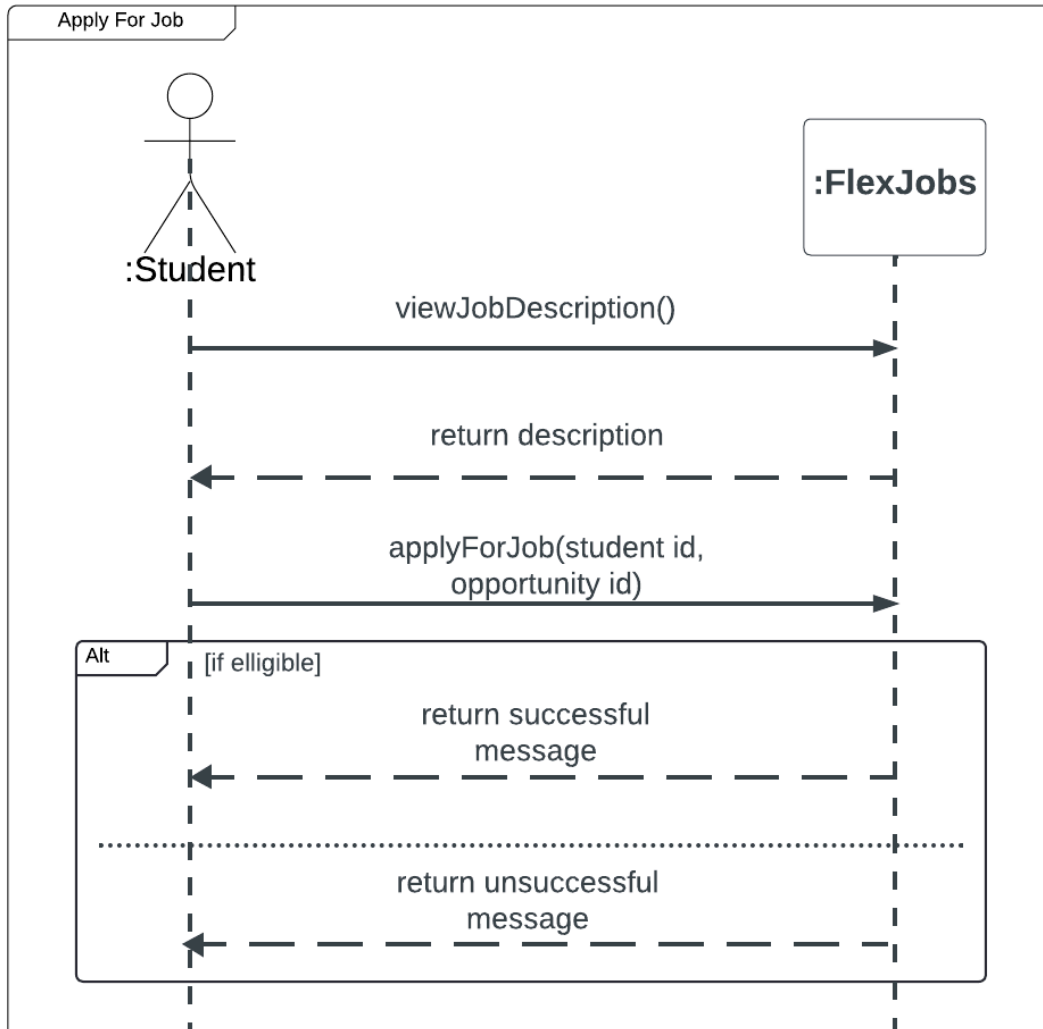 Apply For Job
:FlexJobs
:Student
viewJobDescription()
return description
applyForJob(student id,
opportunity id)
Alt
[if elligible]
return successful
message
return unsuccessful
message